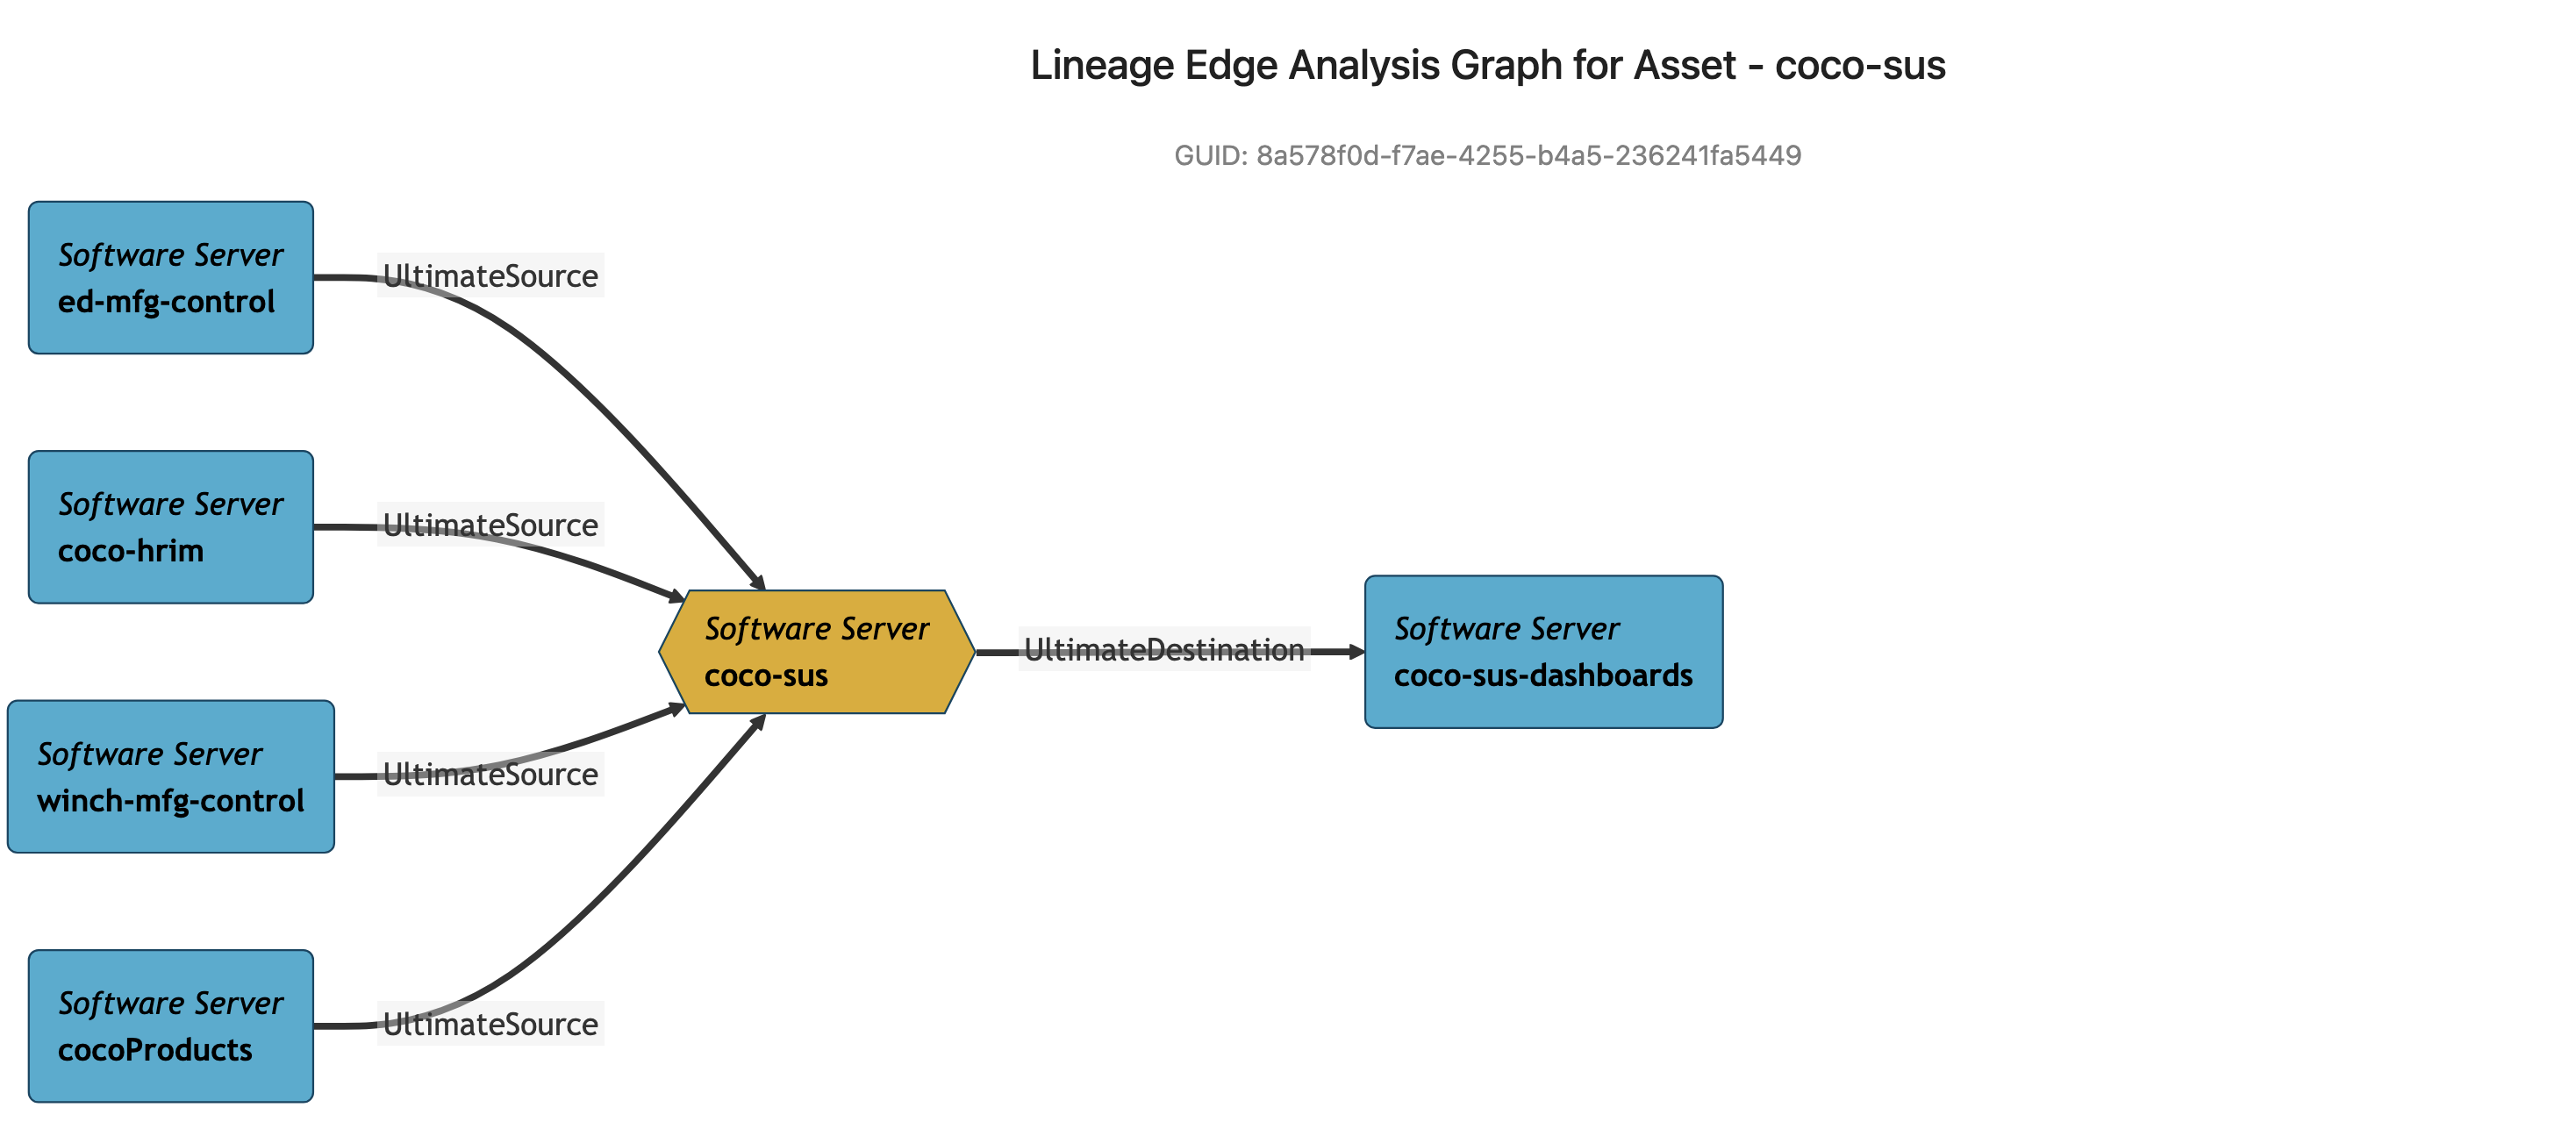 Lineage Edge Analysis Graph for Asset - coco-sus
GUID: 8a578f0d-f7ae-4255-b4a5-236241fa5449
Software Server
ed-mfg-control
UltimateSource
Software Server
coco-hrim
UltimateSource
Software Server
coco-sus
UltimateDestination
Software Server
coco-sus-dashboards
Software Server
winch-mfg-control
UltimateSource
Software Server
cocoProducts
UltimateSource